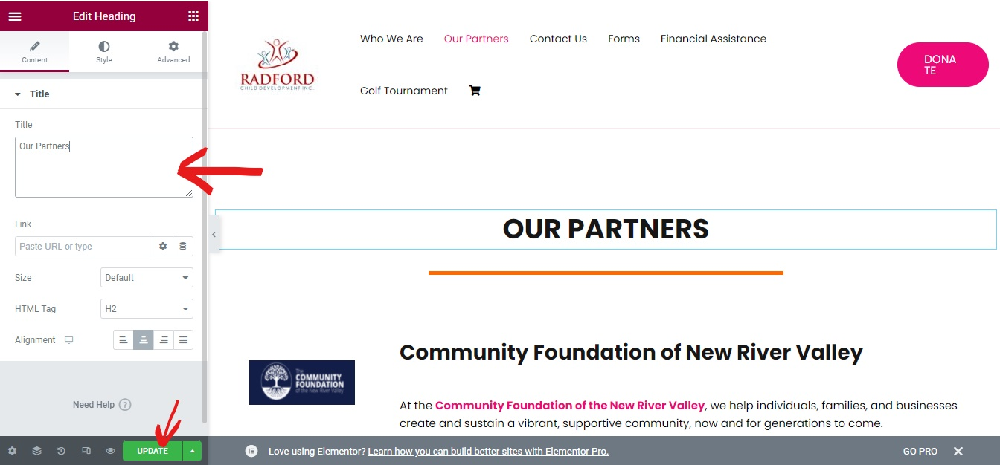 Edit Heading
Content
Style
Advanced
Title
Title
Our Partners
Link
Paste URL or type
Size
Default
HTML Tag
H2
Alignment
Need Help
?
UPDATE
RADFORD
CHILD DEVELOPMENT INC.
Who We Are
Our Partners
Contact Us
Forms
Financial Assistance
Golf Tournament
DONA
TE
OUR PARTNERS
The
COMMUNITY
FOUNDATION
of the New River Valley
Community Foundation of New River Valley
At the Community Foundation of the New River Valley, we help individuals, families, and businesses
create and sustain a vibrant, supportive community, now and for generations to come.
Love using Elementor? Learn how you can build better sites with Elementor Pro.
GO PRO